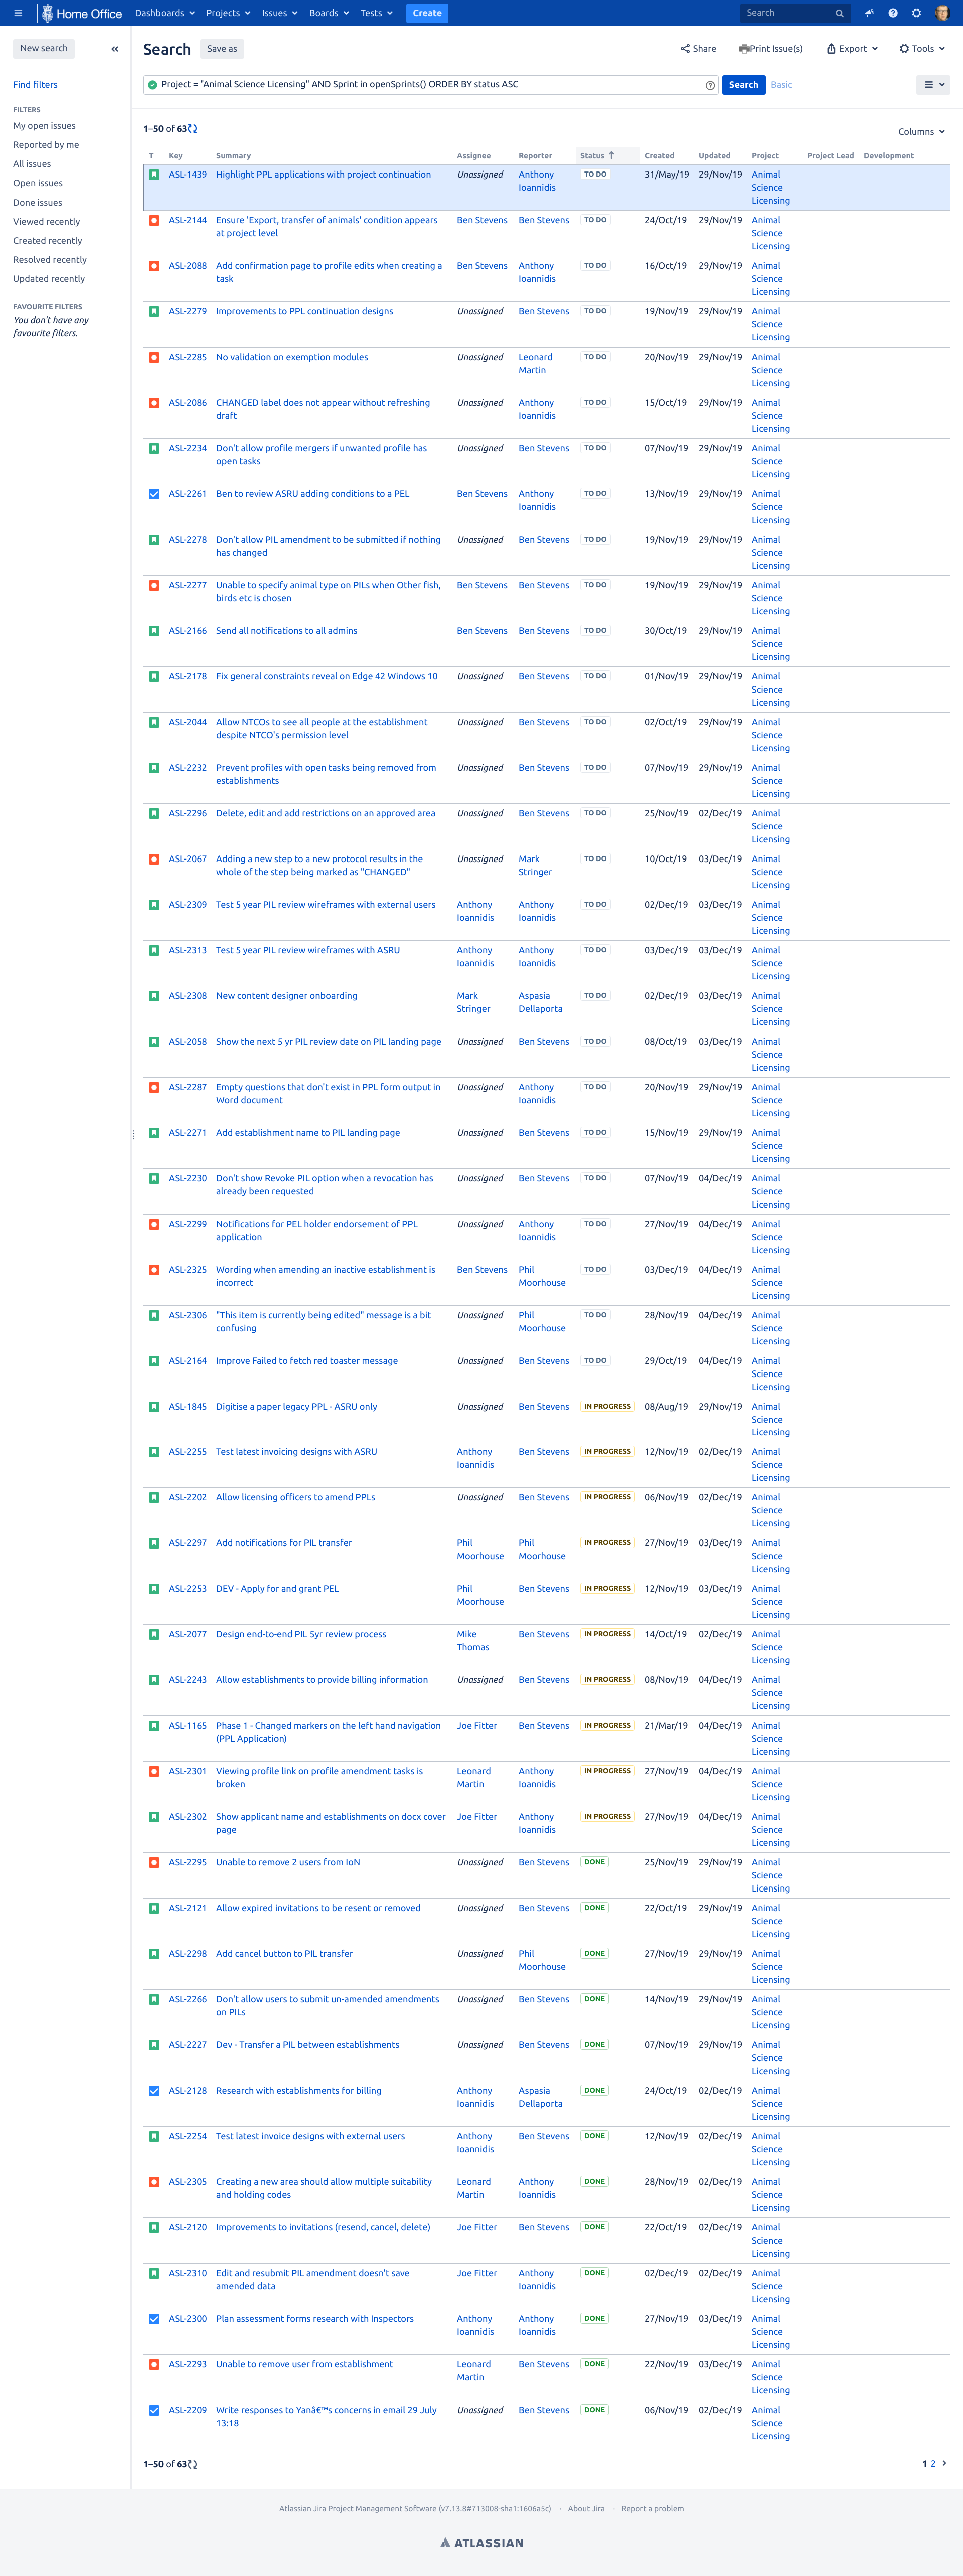 Home Office Dashboards Projects Issues Boards Tests Create Search
New search
Find filters
FILTERS
My open issues
Reported by me
All issues
Open issues
Done issues
Viewed recently
Created recently
Resolved recently
Updated recently
FAVOURITE FILTERS
You don't have any
favourite filters.
Search Save as Share Print Issue(s) Export Tools
Project = "Animal Science Licensing" AND Sprint in openSprints() ORDER BY status ASC Search Basic
1–50 of 63 Columns
T Key Summary Assignee Reporter Status Created Updated Project Project Lead Development
ASL-1439 Highlight PPL applications with project continuation Unassigned Anthony Ioannidis TO DO 31/May/19 29/Nov/19 Animal Science Licensing
ASL-2144 Ensure 'Export, transfer of animals' condition appears at project level Ben Stevens Ben Stevens TO DO 24/Oct/19 29/Nov/19 Animal Science Licensing
ASL-2088 Add confirmation page to profile edits when creating a task Ben Stevens Anthony Ioannidis TO DO 16/Oct/19 29/Nov/19 Animal Science Licensing
ASL-2279 Improvements to PPL continuation designs Unassigned Ben Stevens TO DO 19/Nov/19 29/Nov/19 Animal Science Licensing
ASL-2285 No validation on exemption modules Unassigned Leonard Martin TO DO 20/Nov/19 29/Nov/19 Animal Science Licensing
ASL-2086 CHANGED label does not appear without refreshing draft Unassigned Anthony Ioannidis TO DO 15/Oct/19 29/Nov/19 Animal Science Licensing
ASL-2234 Don't allow profile mergers if unwanted profile has open tasks Unassigned Ben Stevens TO DO 07/Nov/19 29/Nov/19 Animal Science Licensing
ASL-2261 Ben to review ASRU adding conditions to a PEL Ben Stevens Anthony Ioannidis TO DO 13/Nov/19 29/Nov/19 Animal Science Licensing
ASL-2278 Don't allow PIL amendment to be submitted if nothing has changed Unassigned Ben Stevens TO DO 19/Nov/19 29/Nov/19 Animal Science Licensing
ASL-2277 Unable to specify animal type on PILs when Other fish, birds etc is chosen Ben Stevens Ben Stevens TO DO 19/Nov/19 29/Nov/19 Animal Science Licensing
ASL-2166 Send all notifications to all admins Ben Stevens Ben Stevens TO DO 30/Oct/19 29/Nov/19 Animal Science Licensing
ASL-2178 Fix general constraints reveal on Edge 42 Windows 10 Unassigned Ben Stevens TO DO 01/Nov/19 29/Nov/19 Animal Science Licensing
ASL-2044 Allow NTCOs to see all people at the establishment despite NTCO's permission level Unassigned Ben Stevens TO DO 02/Oct/19 29/Nov/19 Animal Science Licensing
ASL-2232 Prevent profiles with open tasks being removed from establishments Unassigned Ben Stevens TO DO 07/Nov/19 29/Nov/19 Animal Science Licensing
ASL-2296 Delete, edit and add restrictions on an approved area Unassigned Ben Stevens TO DO 25/Nov/19 02/Dec/19 Animal Science Licensing
ASL-2067 Adding a new step to a new protocol results in the whole of the step being marked as "CHANGED" Unassigned Mark Stringer TO DO 10/Oct/19 03/Dec/19 Animal Science Licensing
ASL-2309 Test 5 year PIL review wireframes with external users Anthony Ioannidis Anthony Ioannidis TO DO 02/Dec/19 03/Dec/19 Animal Science Licensing
ASL-2313 Test 5 year PIL review wireframes with ASRU Anthony Ioannidis Anthony Ioannidis TO DO 03/Dec/19 03/Dec/19 Animal Science Licensing
ASL-2308 New content designer onboarding Mark Stringer Aspasia Dellaporta TO DO 02/Dec/19 03/Dec/19 Animal Science Licensing
ASL-2058 Show the next 5 yr PIL review date on PIL landing page Unassigned Ben Stevens TO DO 08/Oct/19 03/Dec/19 Animal Science Licensing
ASL-2287 Empty questions that don't exist in PPL form output in Word document Unassigned Anthony Ioannidis TO DO 20/Nov/19 29/Nov/19 Animal Science Licensing
ASL-2271 Add establishment name to PIL landing page Unassigned Ben Stevens TO DO 15/Nov/19 29/Nov/19 Animal Science Licensing
ASL-2230 Don't show Revoke PIL option when a revocation has already been requested Unassigned Ben Stevens TO DO 07/Nov/19 04/Dec/19 Animal Science Licensing
ASL-2299 Notifications for PEL holder endorsement of PPL application Unassigned Anthony Ioannidis TO DO 27/Nov/19 04/Dec/19 Animal Science Licensing
ASL-2325 Wording when amending an inactive establishment is incorrect Ben Stevens Phil Moorhouse TO DO 03/Dec/19 04/Dec/19 Animal Science Licensing
ASL-2306 "This item is currently being edited" message is a bit confusing Unassigned Phil Moorhouse TO DO 28/Nov/19 04/Dec/19 Animal Science Licensing
ASL-2164 Improve Failed to fetch red toaster message Unassigned Ben Stevens TO DO 29/Oct/19 04/Dec/19 Animal Science Licensing
ASL-1845 Digitise a paper legacy PPL - ASRU only Unassigned Ben Stevens IN PROGRESS 08/Aug/19 29/Nov/19 Animal Science Licensing
ASL-2255 Test latest invoicing designs with ASRU Anthony Ioannidis Ben Stevens IN PROGRESS 12/Nov/19 02/Dec/19 Animal Science Licensing
ASL-2202 Allow licensing officers to amend PPLs Unassigned Ben Stevens IN PROGRESS 06/Nov/19 02/Dec/19 Animal Science Licensing
ASL-2297 Add notifications for PIL transfer Phil Moorhouse Phil Moorhouse IN PROGRESS 27/Nov/19 03/Dec/19 Animal Science Licensing
ASL-2253 DEV - Apply for and grant PEL Phil Moorhouse Ben Stevens IN PROGRESS 12/Nov/19 03/Dec/19 Animal Science Licensing
ASL-2077 Design end-to-end PIL 5yr review process Mike Thomas Ben Stevens IN PROGRESS 14/Oct/19 02/Dec/19 Animal Science Licensing
ASL-2243 Allow establishments to provide billing information Unassigned Ben Stevens IN PROGRESS 08/Nov/19 04/Dec/19 Animal Science Licensing
ASL-1165 Phase 1 - Changed markers on the left hand navigation (PPL Application) Joe Fitter Ben Stevens IN PROGRESS 21/Mar/19 04/Dec/19 Animal Science Licensing
ASL-2301 Viewing profile link on profile amendment tasks is broken Leonard Martin Anthony Ioannidis IN PROGRESS 27/Nov/19 04/Dec/19 Animal Science Licensing
ASL-2302 Show applicant name and establishments on docx cover page Joe Fitter Anthony Ioannidis IN PROGRESS 27/Nov/19 04/Dec/19 Animal Science Licensing
ASL-2295 Unable to remove 2 users from IoN Unassigned Ben Stevens DONE 25/Nov/19 29/Nov/19 Animal Science Licensing
ASL-2121 Allow expired invitations to be resent or removed Unassigned Ben Stevens DONE 22/Oct/19 29/Nov/19 Animal Science Licensing
ASL-2298 Add cancel button to PIL transfer Unassigned Phil Moorhouse DONE 27/Nov/19 29/Nov/19 Animal Science Licensing
ASL-2266 Don't allow users to submit un-amended amendments on PILs Unassigned Ben Stevens DONE 14/Nov/19 29/Nov/19 Animal Science Licensing
ASL-2227 Dev - Transfer a PIL between establishments Unassigned Ben Stevens DONE 07/Nov/19 29/Nov/19 Animal Science Licensing
ASL-2128 Research with establishments for billing Anthony Ioannidis Aspasia Dellaporta DONE 24/Oct/19 02/Dec/19 Animal Science Licensing
ASL-2254 Test latest invoice designs with external users Anthony Ioannidis Ben Stevens DONE 12/Nov/19 02/Dec/19 Animal Science Licensing
ASL-2305 Creating a new area should allow multiple suitability and holding codes Leonard Martin Anthony Ioannidis DONE 28/Nov/19 02/Dec/19 Animal Science Licensing
ASL-2120 Improvements to invitations (resend, cancel, delete) Joe Fitter Ben Stevens DONE 22/Oct/19 02/Dec/19 Animal Science Licensing
ASL-2310 Edit and resubmit PIL amendment doesn't save amended data Joe Fitter Anthony Ioannidis DONE 02/Dec/19 02/Dec/19 Animal Science Licensing
ASL-2300 Plan assessment forms research with Inspectors Anthony Ioannidis Anthony Ioannidis DONE 27/Nov/19 03/Dec/19 Animal Science Licensing
ASL-2293 Unable to remove user from establishment Leonard Martin Ben Stevens DONE 22/Nov/19 03/Dec/19 Animal Science Licensing
ASL-2209 Write responses to Yanâ€™s concerns in email 29 July 13:18 Unassigned Ben Stevens DONE 06/Nov/19 02/Dec/19 Animal Science Licensing
1–50 of 63 1 2
Atlassian Jira Project Management Software (v7.13.8#713008-sha1:1606a5c) · About Jira · Report a problem
ATLASSIAN